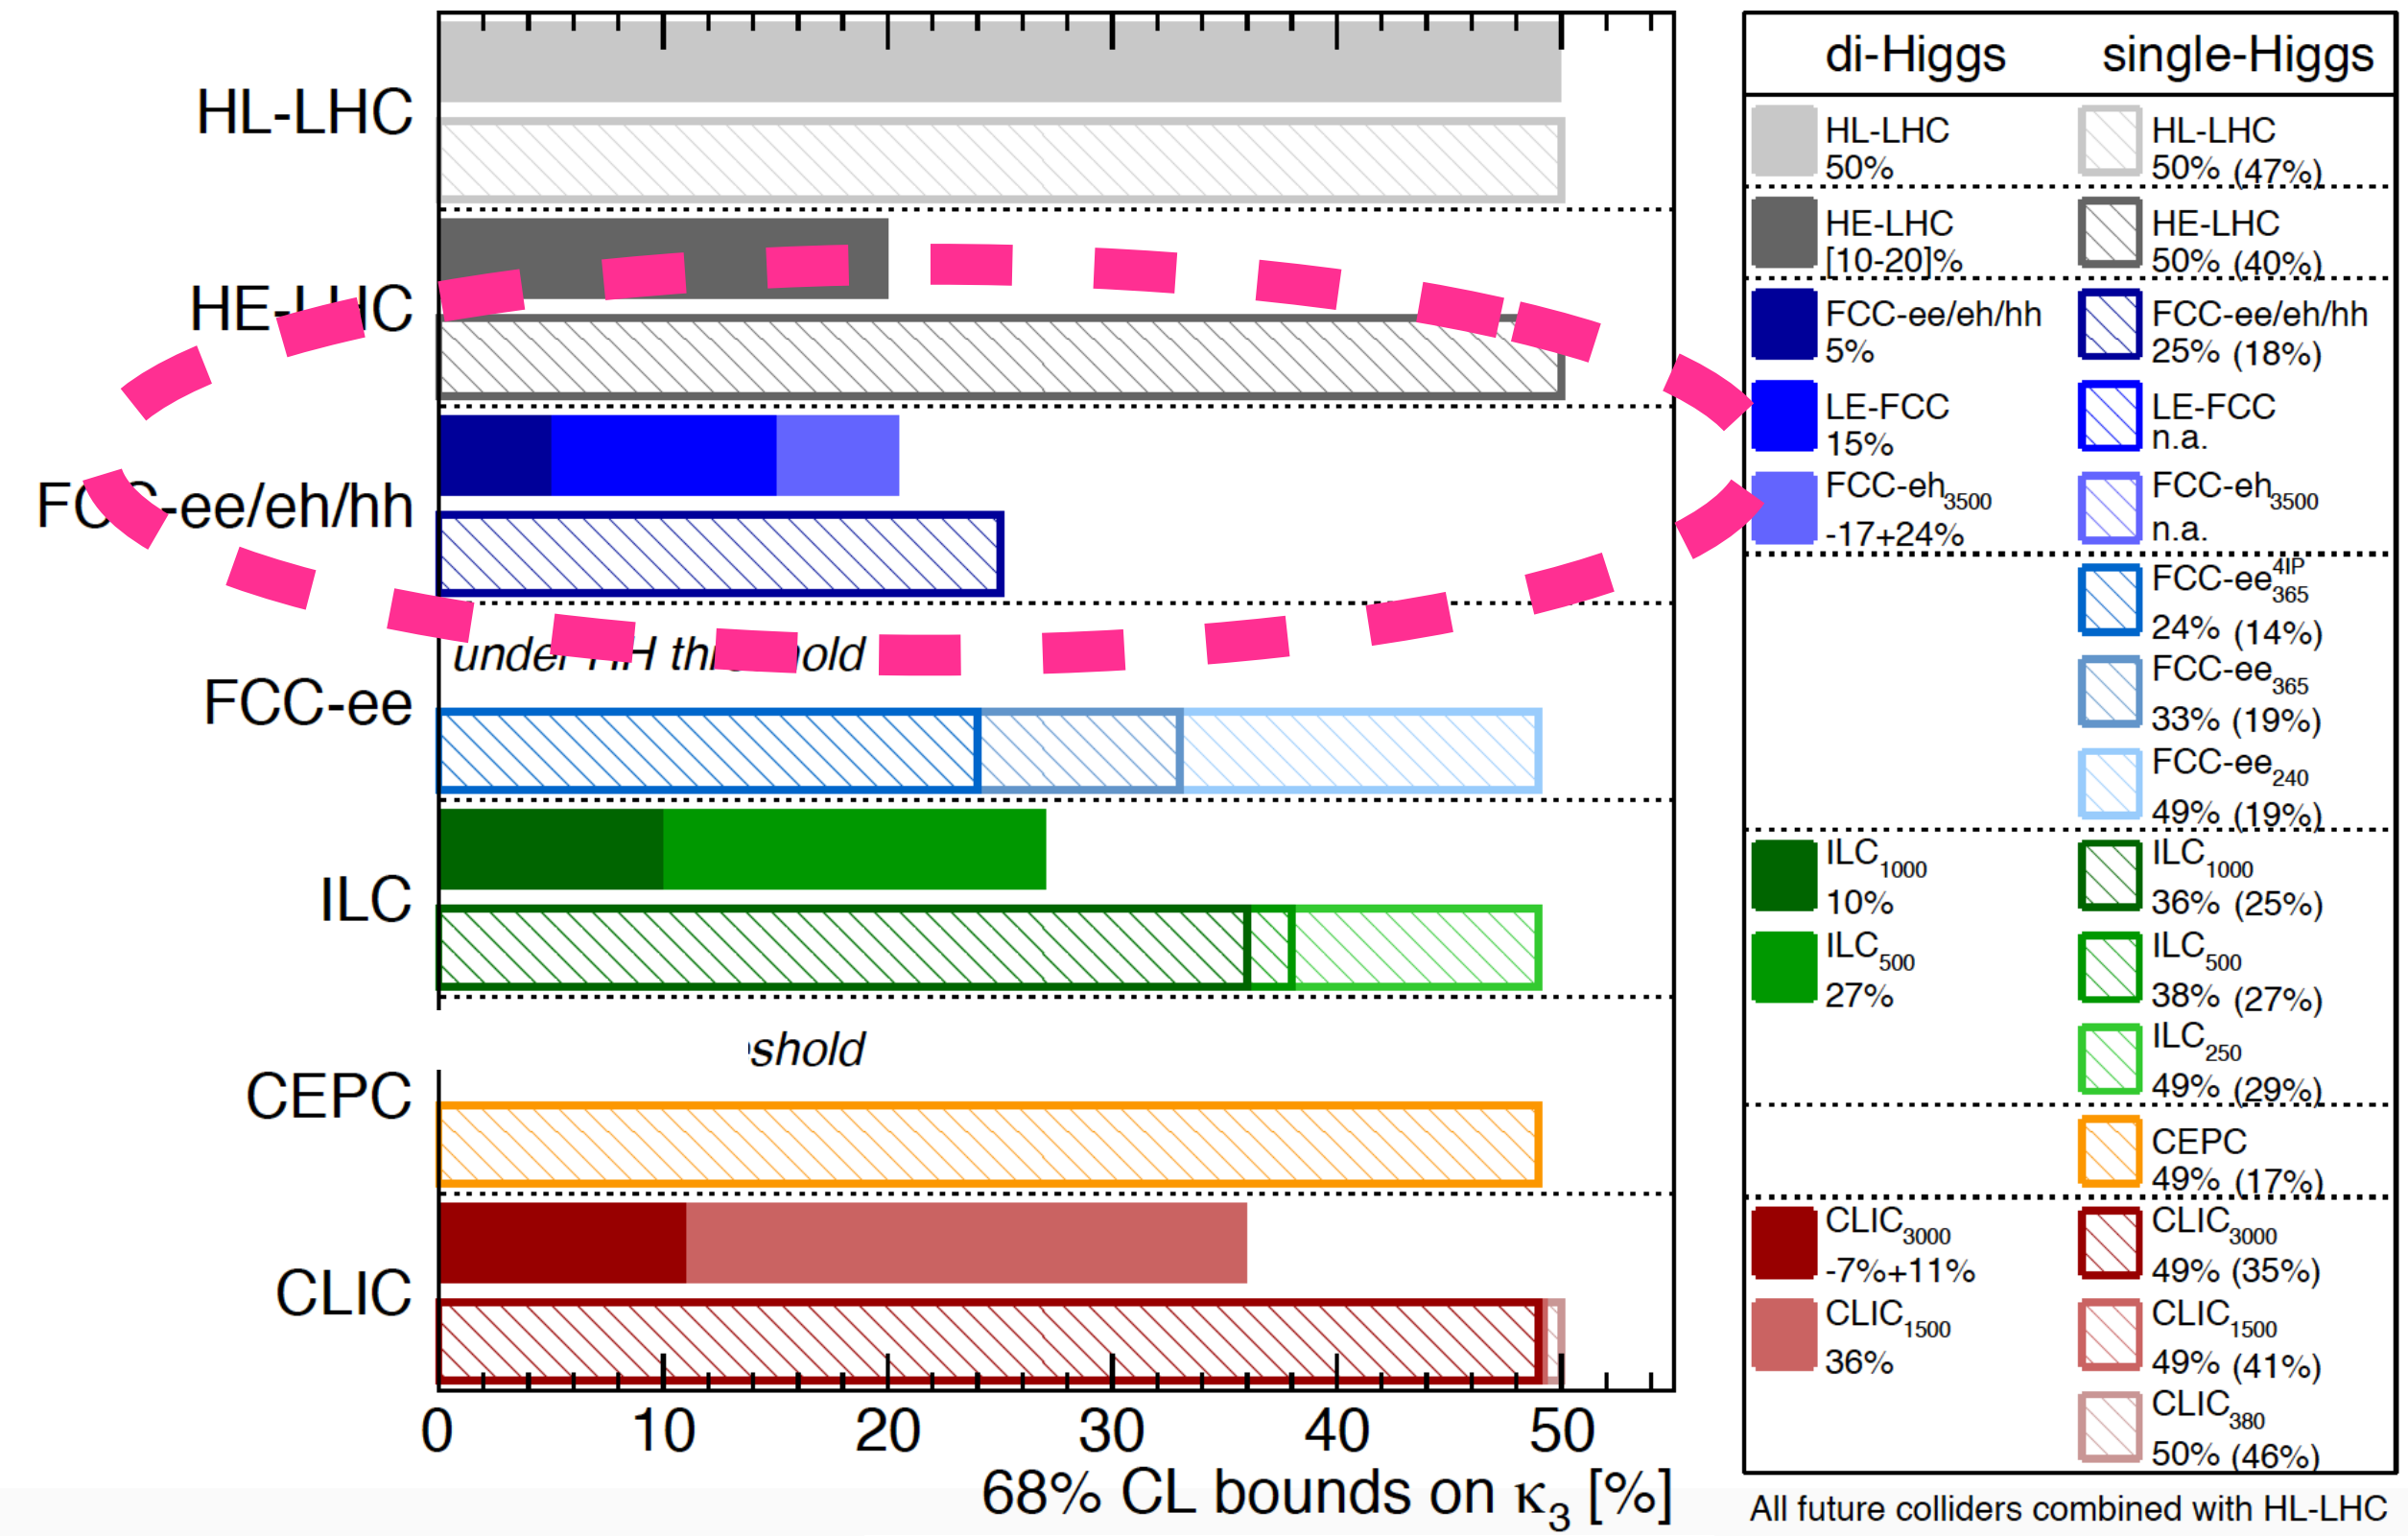 HL-LHC
HE-LHC
FCC-ee/eh/hh
under HH threshold
FCC-ee
ILC
shold
CEPC
CLIC
0 10 20 30 40 50
68% CL bounds on κ3 [%]
di-Higgs single-Higgs
HL-LHC HL-LHC
50% 50% (47%)
HE-LHC HE-LHC
[10-20]% 50% (40%)
FCC-ee/eh/hh FCC-ee/eh/hh
5% 25% (18%)
LE-FCC LE-FCC
15% n.a.
FCC-eh3500 FCC-eh3500
-17+24% n.a.
FCC-ee4IP365
24% (14%)
FCC-ee365
33% (19%)
FCC-ee240
49% (19%)
ILC1000 ILC1000
10% 36% (25%)
ILC500 ILC500
27% 38% (27%)
ILC250
49% (29%)
CEPC
49% (17%)
CLIC3000 CLIC3000
-7%+11% 49% (35%)
CLIC1500 CLIC1500
36% 49% (41%)
CLIC380
50% (46%)
All future colliders combined with HL-LHC